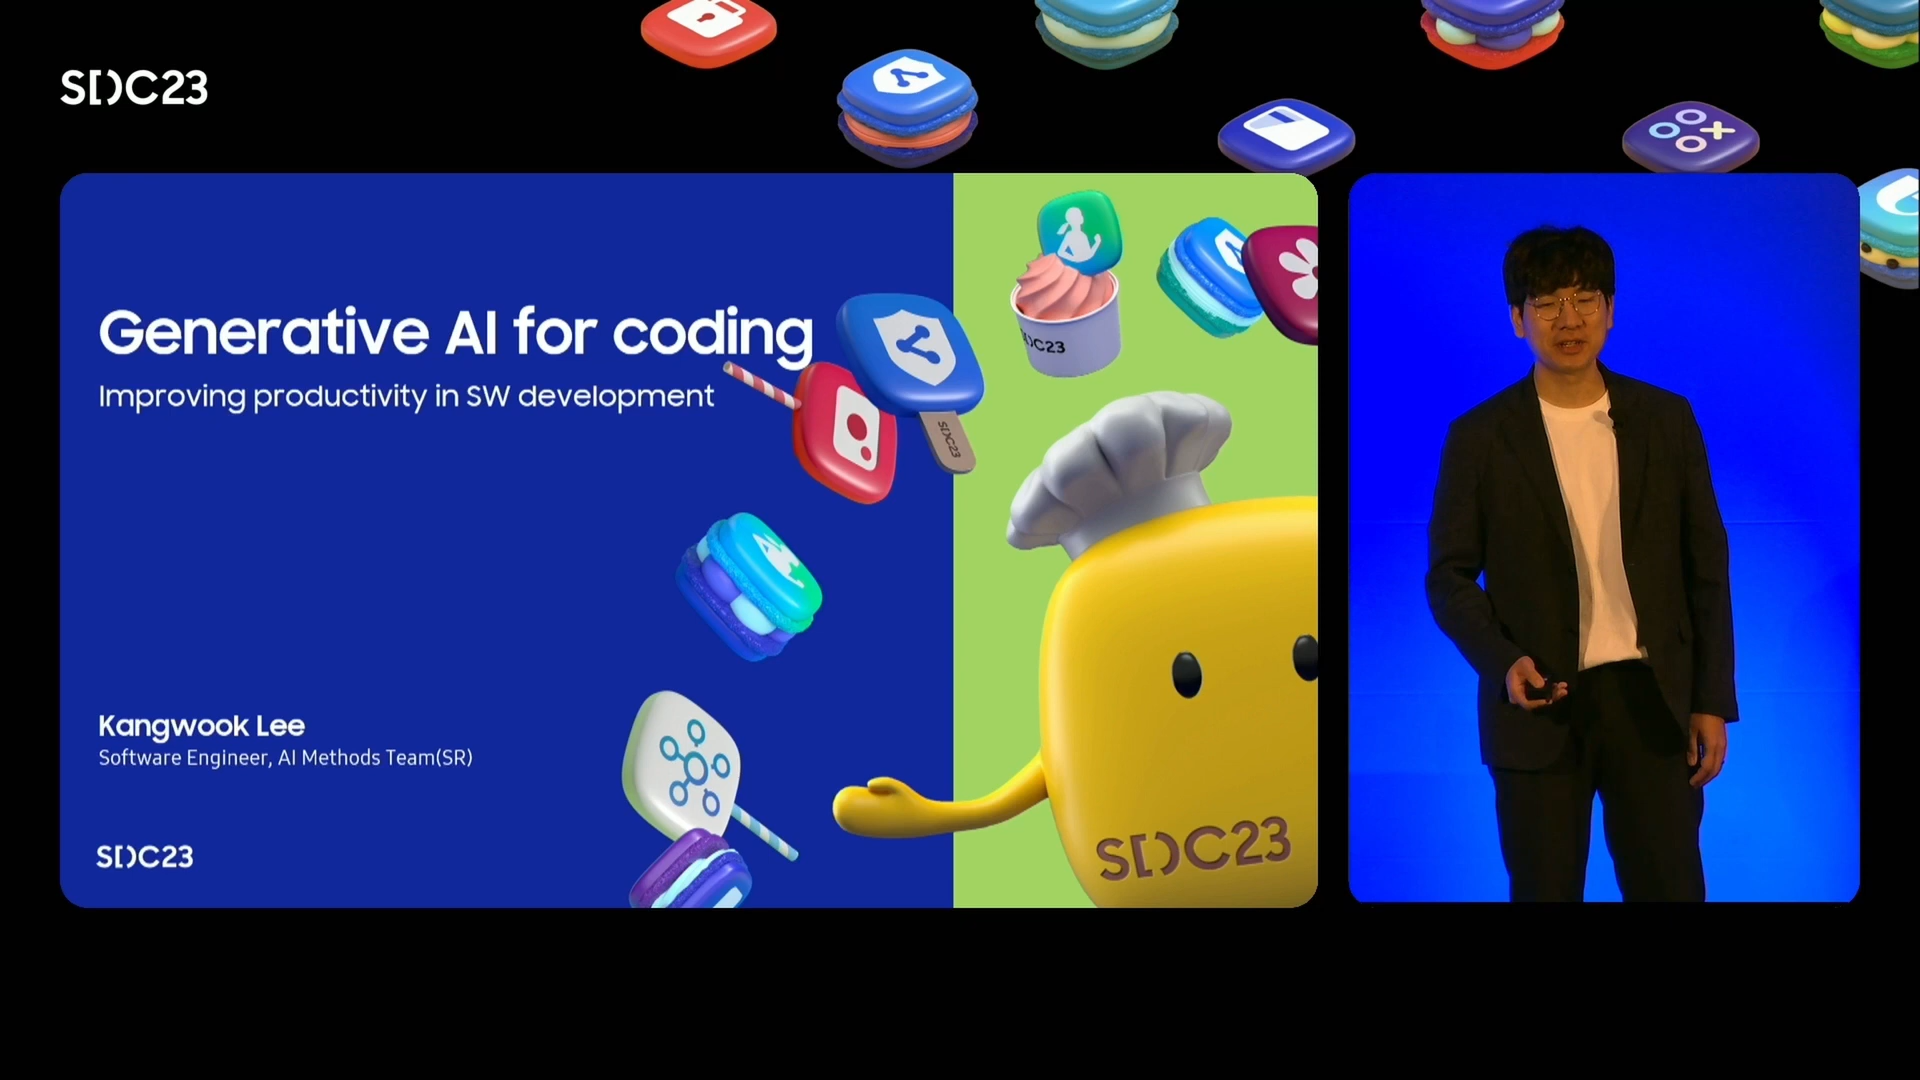 SDC23
Generative AI for coding
Improving productivity in SW development
Kangwook Lee
Software Engineer, AI Methods Team(SR)
SDC23
SDC23
SDC23
SDC23